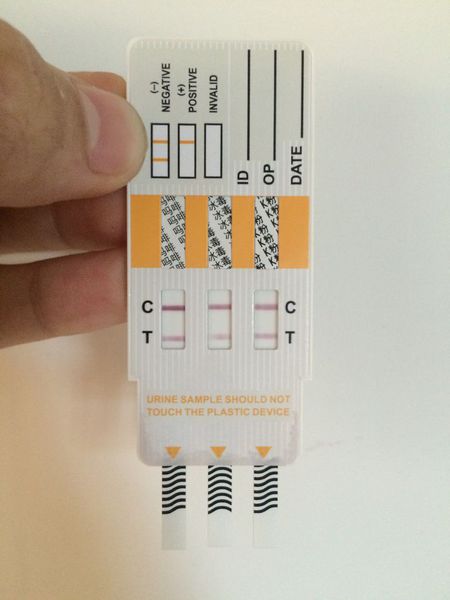 (-)
NEGATIVE
(+)
POSITIVE
INVALID
ID
OP
DATE
吗啡 冰毒 K粉
C C
T T
URINE SAMPLE SHOULD NOT
TOUCH THE PLASTIC DEVICE